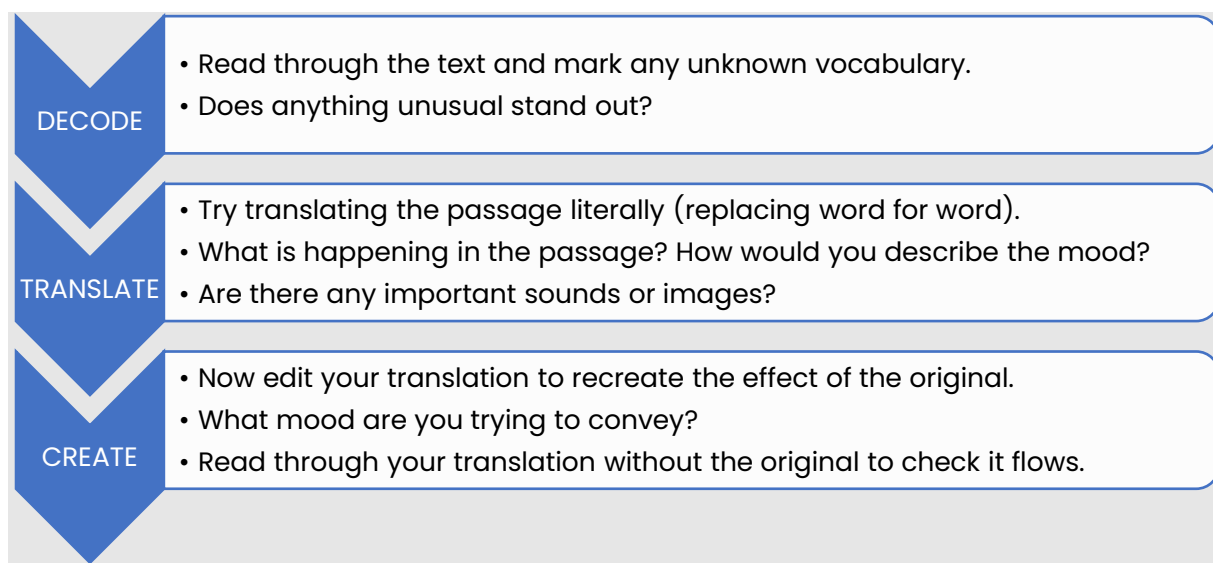 DECODE
• Read through the text and mark any unknown vocabulary.
• Does anything unusual stand out?
TRANSLATE
• Try translating the passage literally (replacing word for word).
• What is happening in the passage? How would you describe the mood?
• Are there any important sounds or images?
CREATE
• Now edit your translation to recreate the effect of the original.
• What mood are you trying to convey?
• Read through your translation without the original to check it flows.